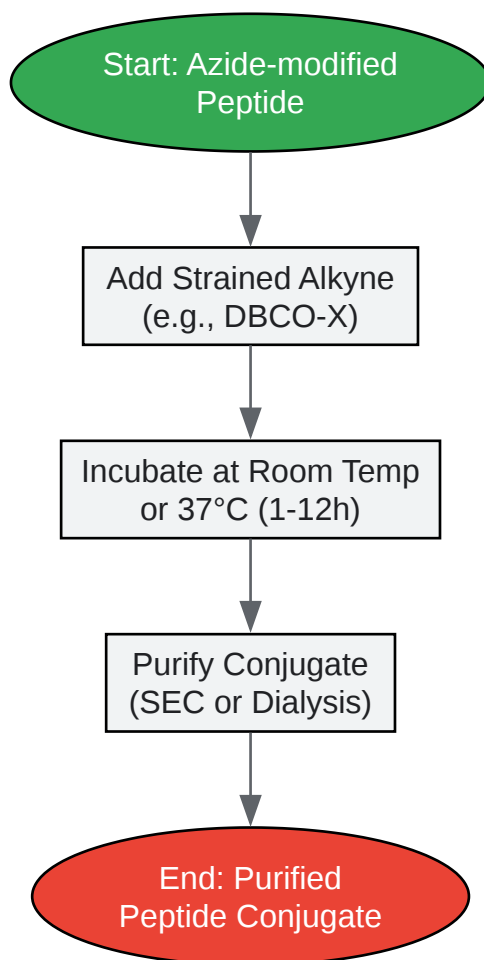 Start: Azide-modified
Peptide
Add Strained Alkyne
(e.g., DBCO-X)
Incubate at Room Temp
or 37°C (1-12h)
Purify Conjugate
(SEC or Dialysis)
End: Purified
Peptide Conjugate